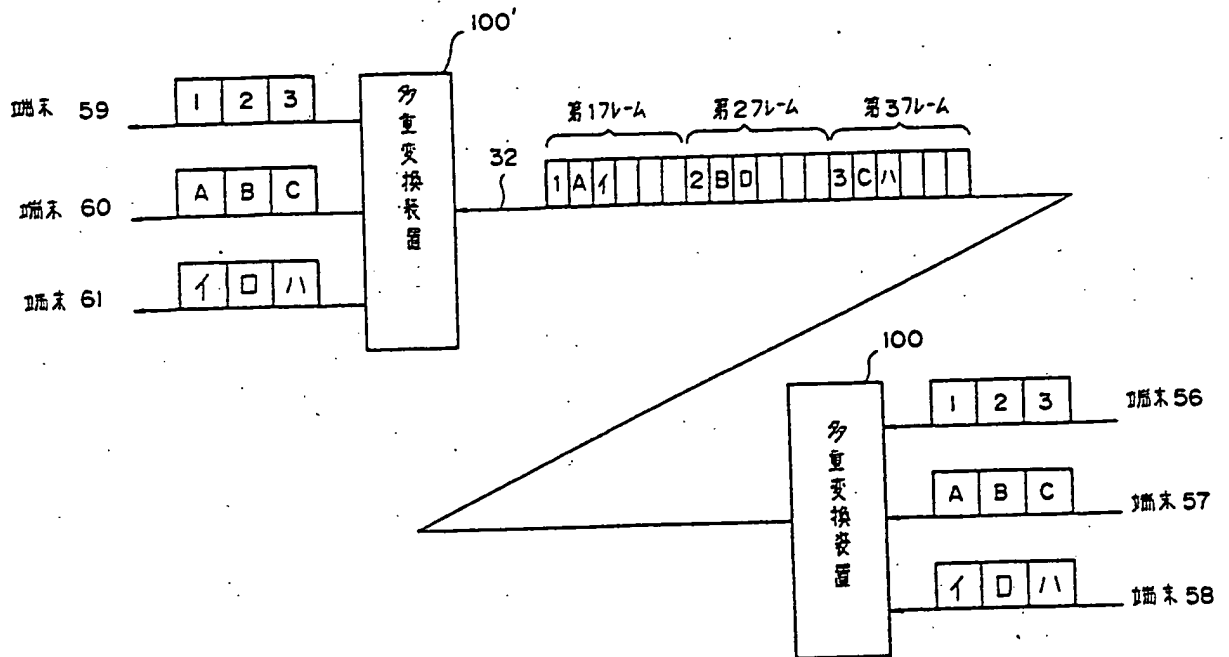 100'
端末 59
1 2 3
端末 60
A B C
端末 61
イ ロ ハ
多重変換装置
32
第1フレーム 第2フレーム 第3フレーム
1 A イ 2 B ロ 3 C ハ
100
多重変換装置
1 2 3
端末 56
A B C
端末 57
イ ロ ハ
端末 58